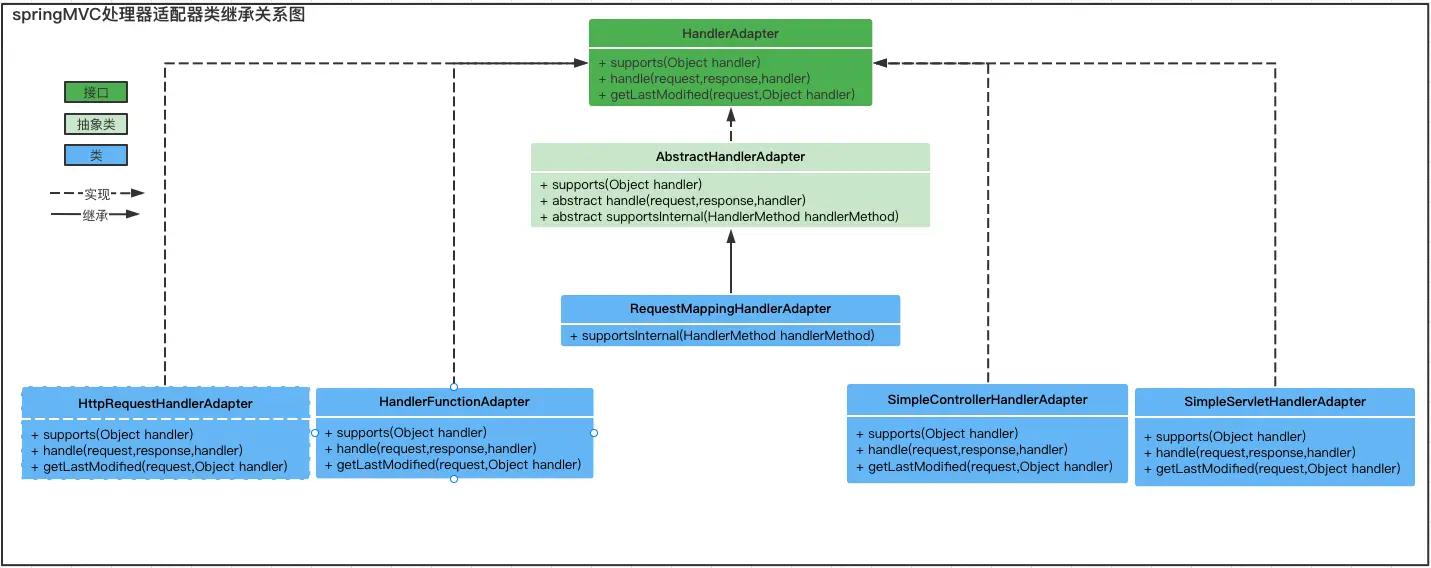 springMVC处理器适配器类继承关系图
接口
抽象类
类
实现
继承
HandlerAdapter
+ supports(Object handler)
+ handle(request,response,handler)
+ getLastModified(request,Object handler)
AbstractHandlerAdapter
+ supports(Object handler)
+ abstract handle(request,response,handler)
+ abstract supportsInternal(HandlerMethod handlerMethod)
RequestMappingHandlerAdapter
+ supportsInternal(HandlerMethod handlerMethod)
HttpRequestHandlerAdapter
+ supports(Object handler)
+ handle(request,response,handler)
+ getLastModified(request,Object handler)
HandlerFunctionAdapter
+ supports(Object handler)
+ handle(request,response,handler)
+ getLastModified(request,Object handler)
SimpleControllerHandlerAdapter
+ supports(Object handler)
+ handle(request,response,handler)
+ getLastModified(request,Object handler)
SimpleServletHandlerAdapter
+ supports(Object handler)
+ handle(request,response,handler)
+ getLastModified(request,Object handler)